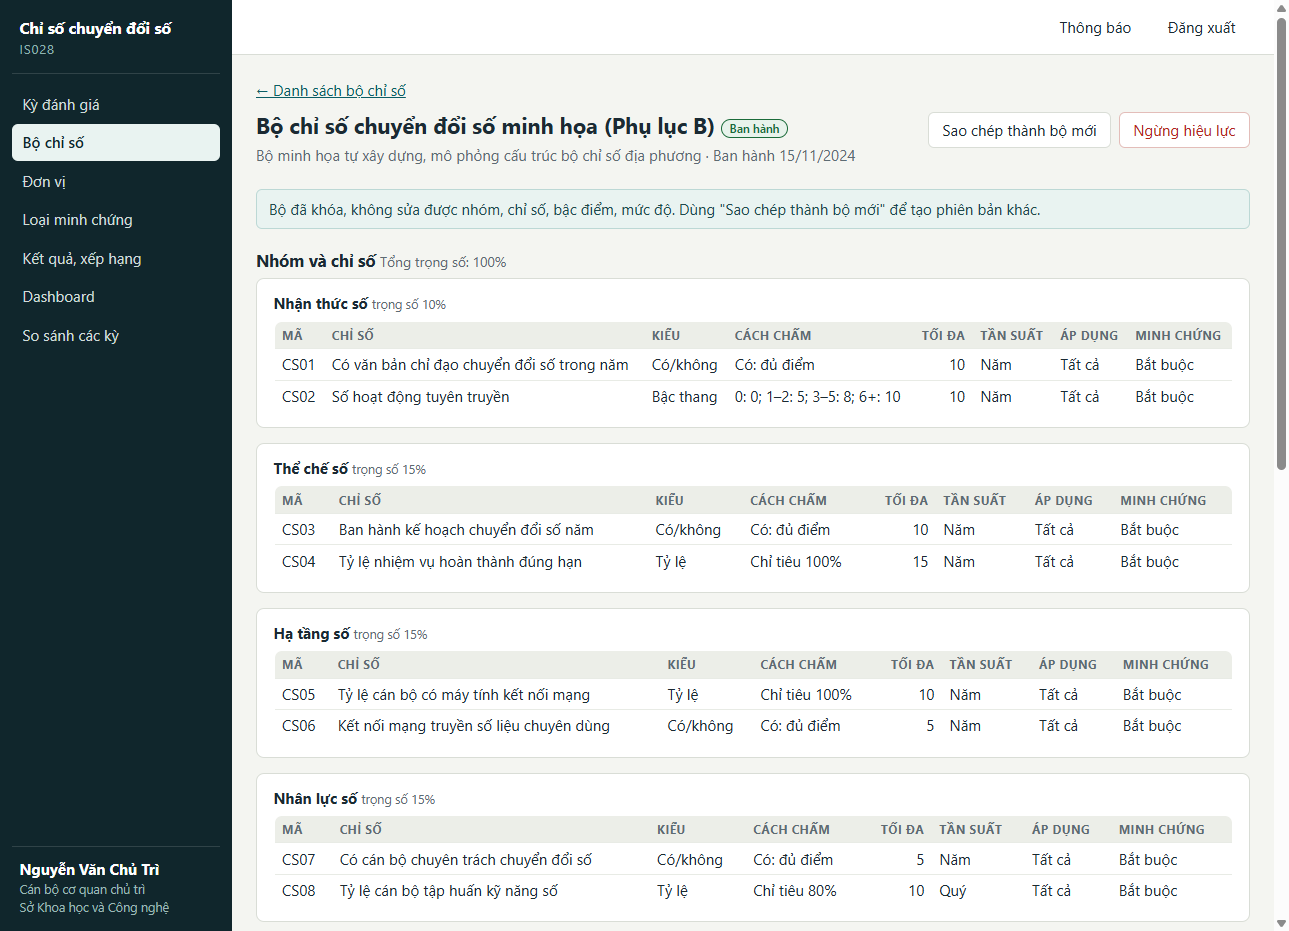 Chỉ số chuyển đổi số
IS028
Kỳ đánh giá
Bộ chỉ số
Đơn vị
Loại minh chứng
Kết quả, xếp hạng
Dashboard
So sánh các kỳ
Nguyễn Văn Chủ Trì
Cán bộ cơ quan chủ trì
Sở Khoa học và Công nghệ
Thông báo Đăng xuất
← Danh sách bộ chỉ số
Bộ chỉ số chuyển đổi số minh họa (Phụ lục B) Ban hành
Sao chép thành bộ mới Ngừng hiệu lực
Bộ minh họa tự xây dựng, mô phỏng cấu trúc bộ chỉ số địa phương · Ban hành 15/11/2024
Bộ đã khóa, không sửa được nhóm, chỉ số, bậc điểm, mức độ. Dùng "Sao chép thành bộ mới" để tạo phiên bản khác.
Nhóm và chỉ số Tổng trọng số: 100%
Nhận thức số trọng số 10%
MÃ CHỈ SỐ KIỂU CÁCH CHẤM TỐI ĐA TẦN SUẤT ÁP DỤNG MINH CHỨNG
CS01 Có văn bản chỉ đạo chuyển đổi số trong năm Có/không Có: đủ điểm 10 Năm Tất cả Bắt buộc
CS02 Số hoạt động tuyên truyền Bậc thang 0: 0; 1–2: 5; 3–5: 8; 6+: 10 10 Năm Tất cả Bắt buộc
Thể chế số trọng số 15%
MÃ CHỈ SỐ KIỂU CÁCH CHẤM TỐI ĐA TẦN SUẤT ÁP DỤNG MINH CHỨNG
CS03 Ban hành kế hoạch chuyển đổi số năm Có/không Có: đủ điểm 10 Năm Tất cả Bắt buộc
CS04 Tỷ lệ nhiệm vụ hoàn thành đúng hạn Tỷ lệ Chỉ tiêu 100% 15 Năm Tất cả Bắt buộc
Hạ tầng số trọng số 15%
MÃ CHỈ SỐ KIỂU CÁCH CHẤM TỐI ĐA TẦN SUẤT ÁP DỤNG MINH CHỨNG
CS05 Tỷ lệ cán bộ có máy tính kết nối mạng Tỷ lệ Chỉ tiêu 100% 10 Năm Tất cả Bắt buộc
CS06 Kết nối mạng truyền số liệu chuyên dùng Có/không Có: đủ điểm 5 Năm Tất cả Bắt buộc
Nhân lực số trọng số 15%
MÃ CHỈ SỐ KIỂU CÁCH CHẤM TỐI ĐA TẦN SUẤT ÁP DỤNG MINH CHỨNG
CS07 Có cán bộ chuyên trách chuyển đổi số Có/không Có: đủ điểm 5 Năm Tất cả Bắt buộc
CS08 Tỷ lệ cán bộ tập huấn kỹ năng số Tỷ lệ Chỉ tiêu 80% 10 Quý Tất cả Bắt buộc